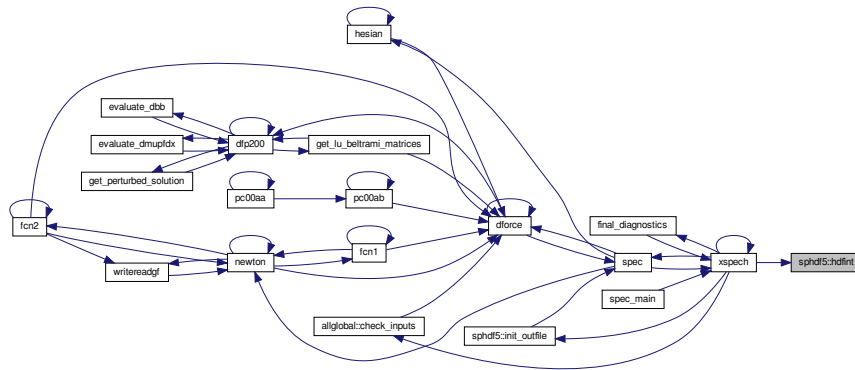 hesian
evaluate_dbb
evaluate_dmupfdx
dfp200
get_lu_beltrami_matrices
get_perturbed_solution
pc00aa
pc00ab
final_diagnostics
fcn2
dforce
fcn1
writereadgf
newton
spec
xspech
sphdf5::hdfint
spec_main
allglobal::check_inputs
sphdf5::init_outfile